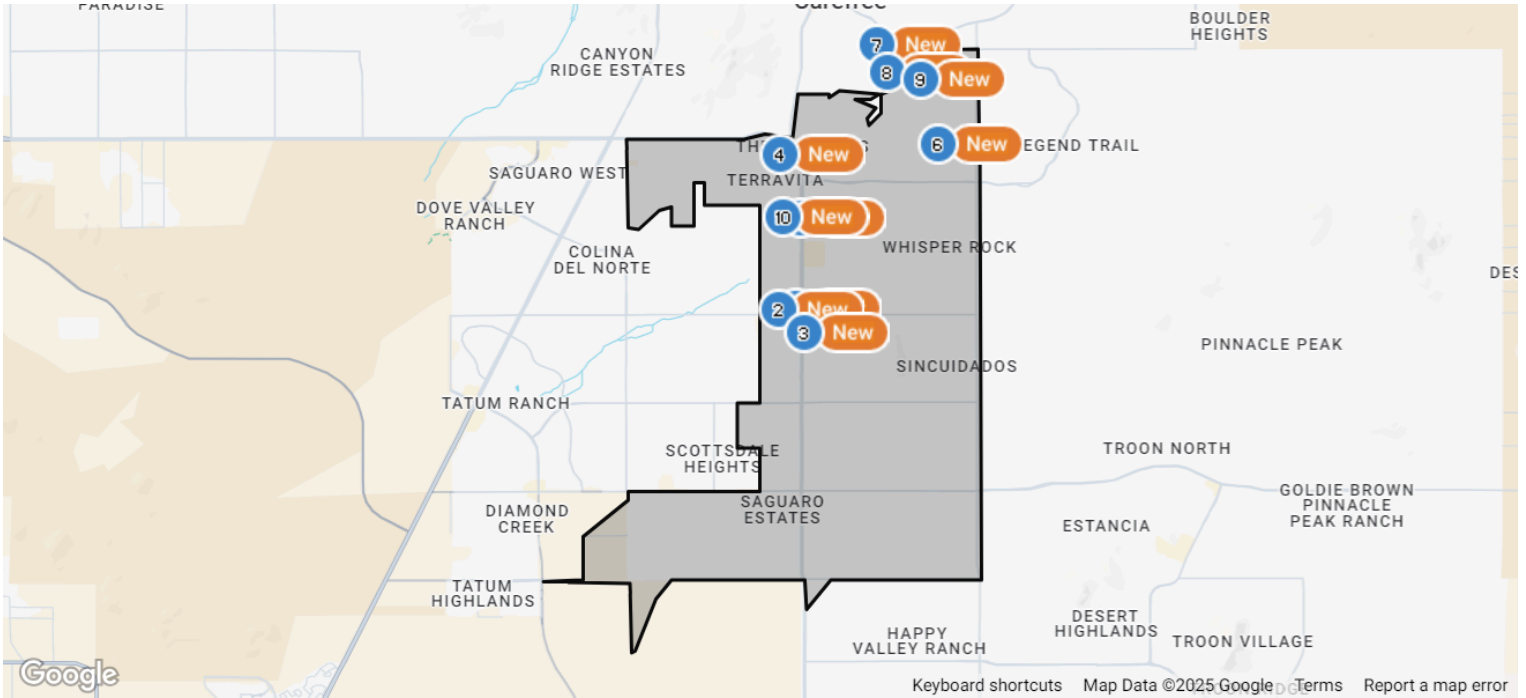 PARADISE
Carefree
BOULDER
HEIGHTS
CANYON
RIDGE ESTATES
7 New
8
9 New
6 New
EGEND TRAIL
4 New
SAGUARO WEST
TERRAVITA
DOVE VALLEY
RANCH
10 New
WHISPER ROCK
COLINA
DEL NORTE
DES
2 New
3 New
PINNACLE PEAK
SINCUIDADOS
TATUM RANCH
SCOTTSDALE
HEIGHTS
TROON NORTH
SAGUARO
ESTATES
GOLDIE BROWN
PINNACLE
PEAK RANCH
DIAMOND
CREEK
ESTANCIA
TATUM
HIGHLANDS
DESERT
HIGHLANDS
HAPPY
VALLEY RANCH
TROON VILLAGE
Google
Keyboard shortcuts Map Data ©2025 Google Terms Report a map error